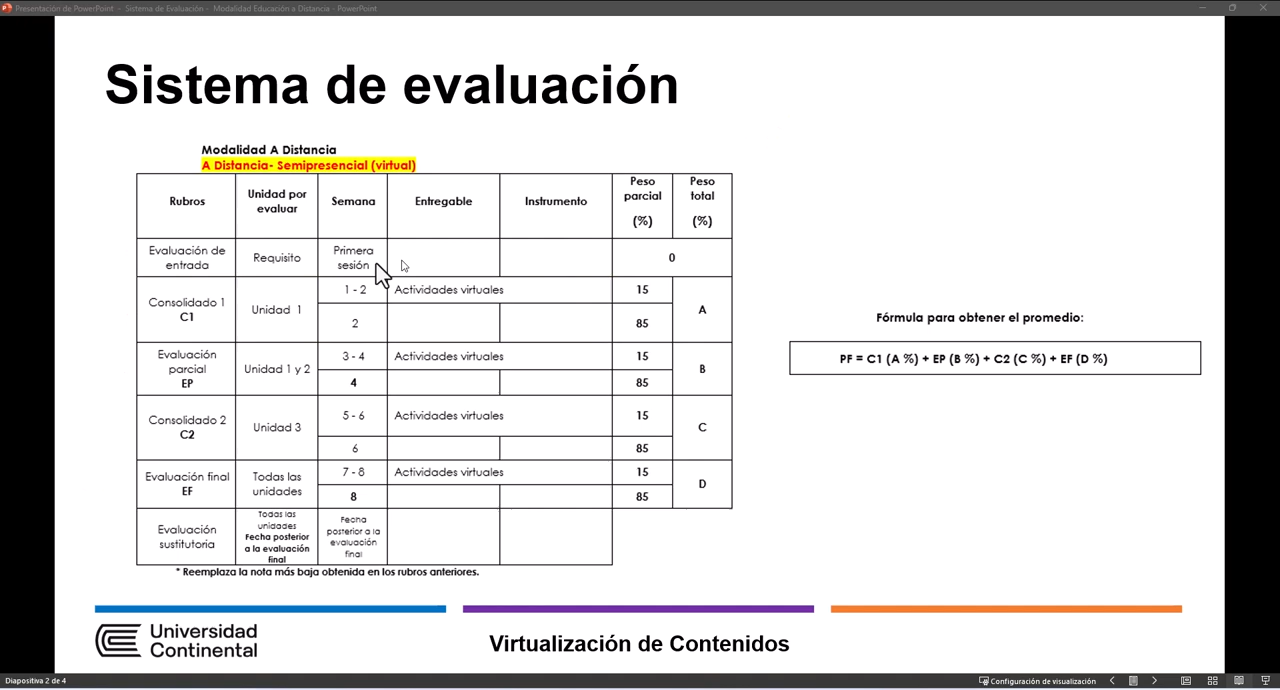 Presentación de PowerPoint - Sistema de Evaluación - Modalidad Educación a Distancia - PowerPoint
Sistema de evaluación
Modalidad A Distancia
A Distancia- Semipresencial (virtual)
Rubros
Unidad por
evaluar
Semana
Entregable
Instrumento
Peso
parcial
(%)
Peso
total
(%)
Evaluación de
entrada
Requisito
Primera
sesión
0
Consolidado 1
C1
Unidad 1
1 - 2
Actividades virtuales
15
A
2
85
Evaluación
parcial
EP
Unidad 1 y 2
3 - 4
Actividades virtuales
15
B
4
85
Consolidado 2
C2
Unidad 3
5 - 6
Actividades virtuales
15
C
6
85
Evaluación final
EF
Todas las
unidades
7 - 8
Actividades virtuales
15
D
8
85
Evaluación
sustitutoria
Todas las
unidades
Fecha posterior
a la evaluación
final
Fecha
posterior a la
evaluación
final
* Reemplaza la nota más baja obtenida en los rubros anteriores.
Fórmula para obtener el promedio:
PF = C1 (A %) + EP (B %) + C2 (C %) + EF (D %)
Universidad
Continental
Virtualización de Contenidos
Diapositiva 2 de 4
Configuración de visualización